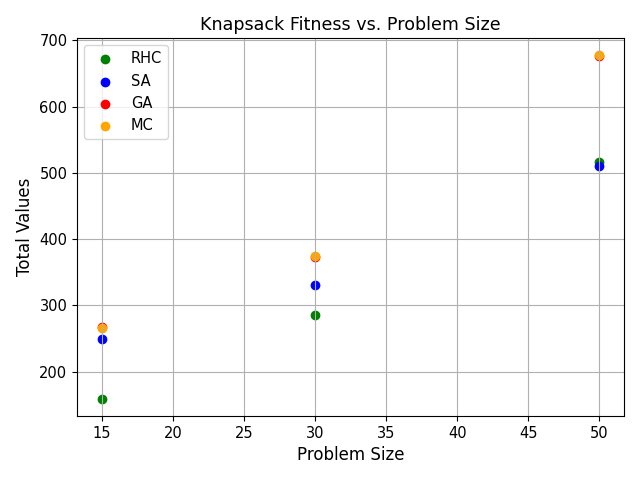 Knapsack Fitness vs. Problem Size
RHC
SA
GA
MC
Total Values
700
600
500
400
300
200
15 20 25 30 35 40 45 50
Problem Size